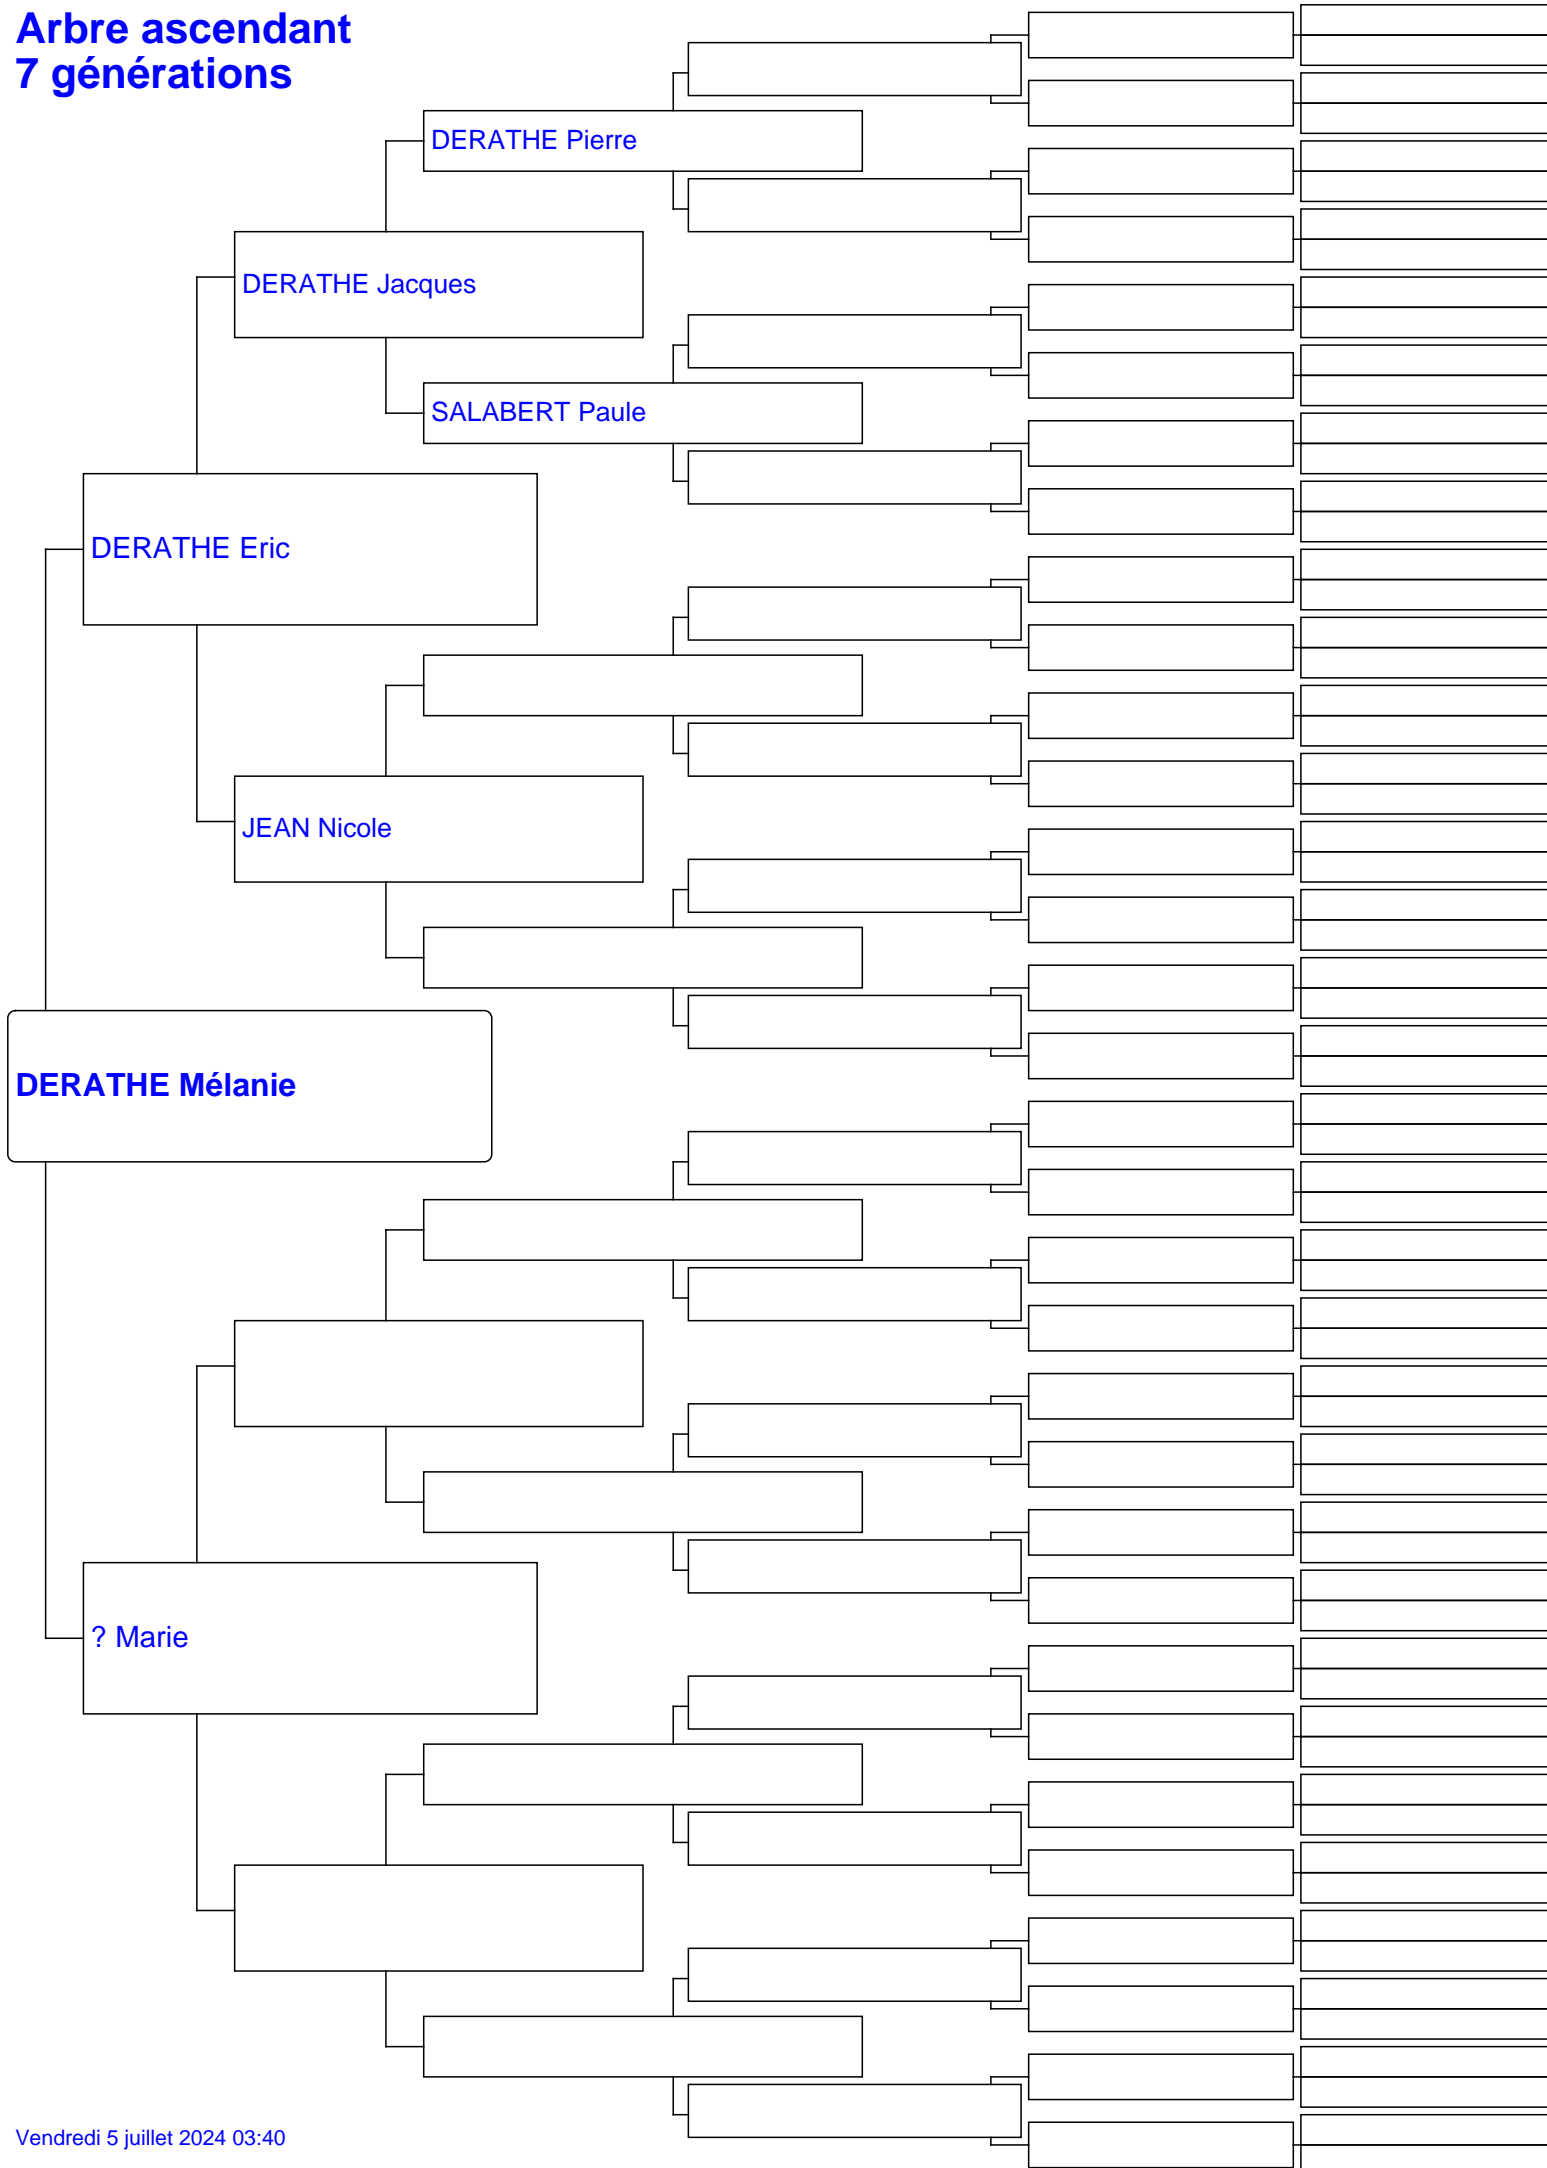 Arbre ascendant
7 générations
DERATHE Pierre
DERATHE Jacques
SALABERT Paule
DERATHE Eric
JEAN Nicole
DERATHE Mélanie
? Marie
Vendredi 5 juillet 2024 03:40